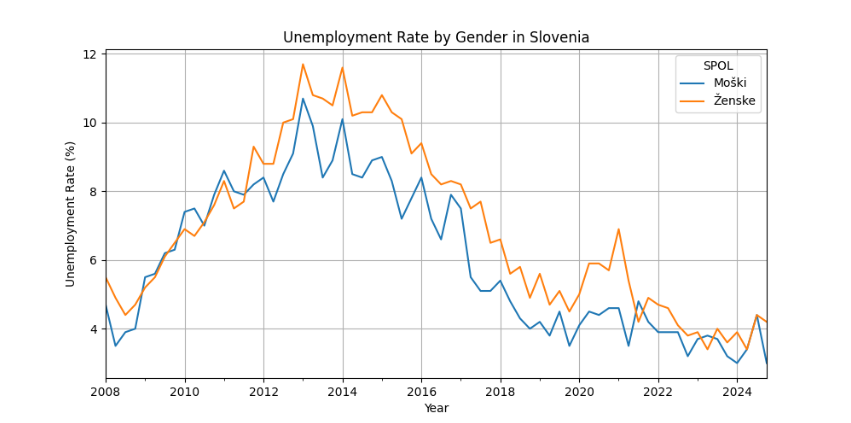 Unemployment Rate by Gender in Slovenia
SPOL
Moški
Ženske
Unemployment Rate (%)
12
10
8
6
4
2008
2010
2012
2014
2016
2018
2020
2022
2024
Year